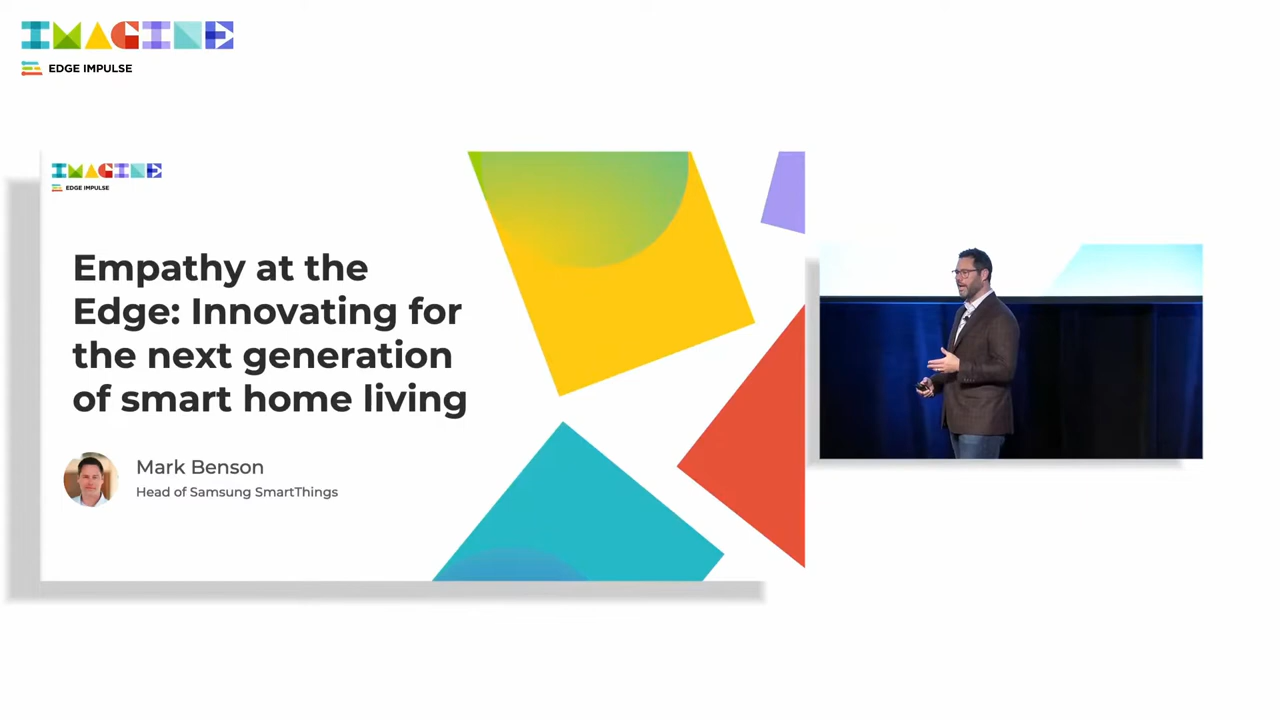 IMAGINE
EDGE IMPULSE
IMAGINE
EDGE IMPULSE
Empathy at the
Edge: Innovating for
the next generation
of smart home living
Mark Benson
Head of Samsung SmartThings